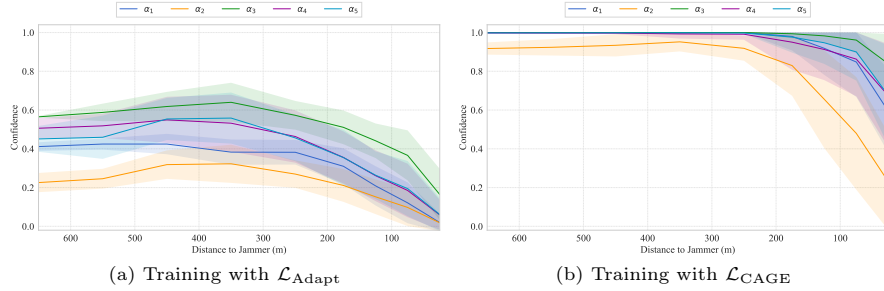 α1 α2 α3 α4 α5
1.0
0.8
0.6
0.4
0.2
0.0
Confidence
600 500 400 300 200 100
Distance to Jammer (m)
(a) Training with ℒAdapt
α1 α2 α3 α4 α5
1.0
0.8
0.6
0.4
0.2
0.0
Confidence
600 500 400 300 200 100
Distance to Jammer (m)
(b) Training with ℒCAGE